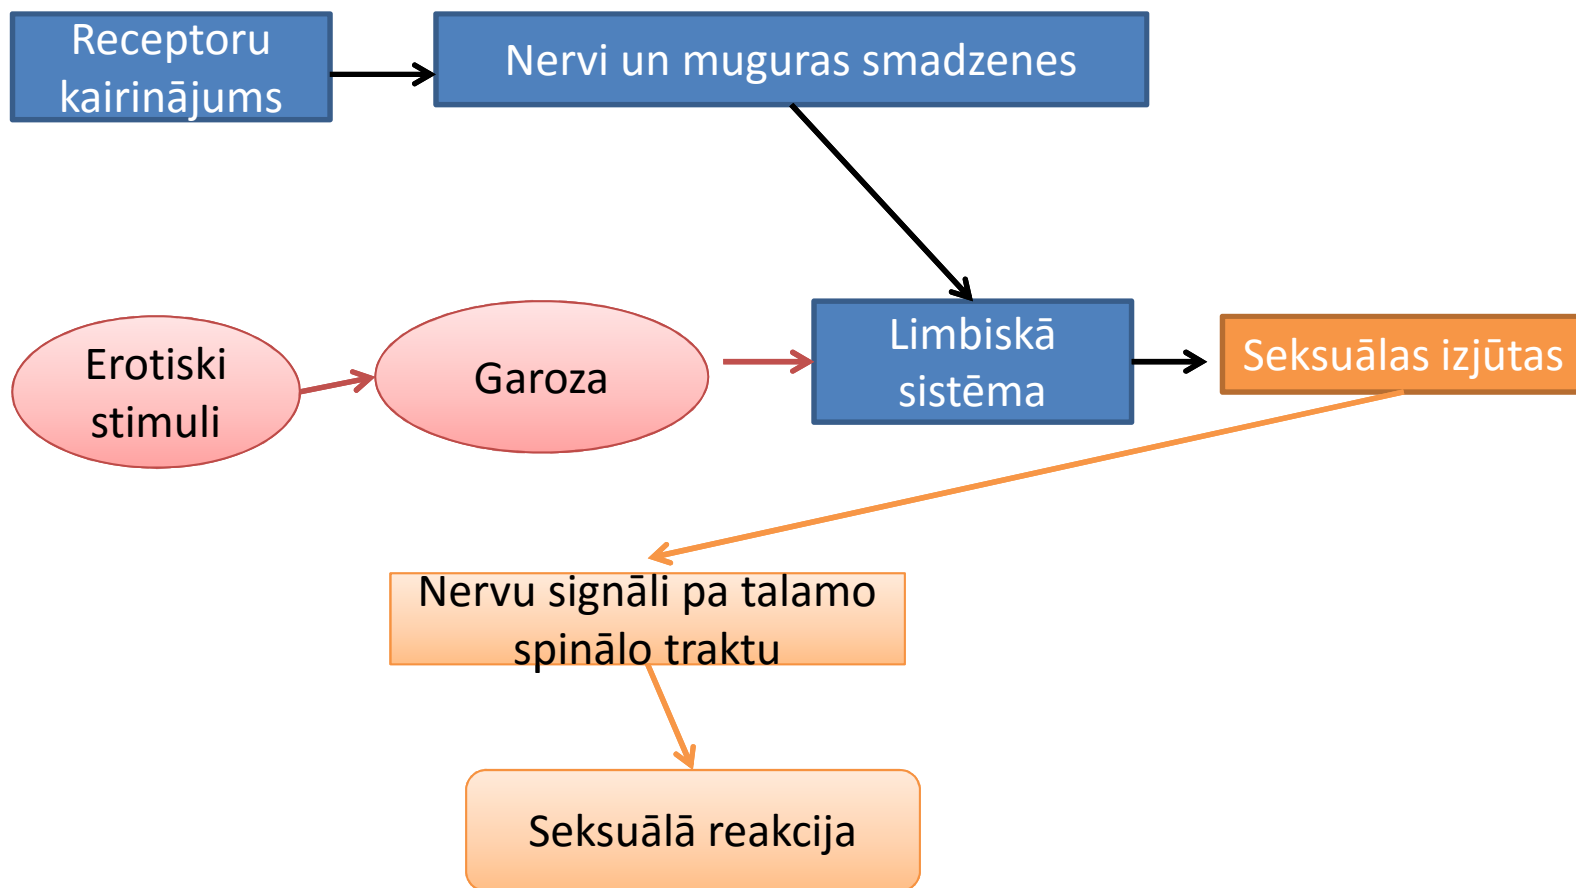 Receptoru
kairinājums
Nervi un muguras smadzenes
Erotiski
stimuli
Garoza
Limbiskā
sistēma
Seksuālas izjūtas
Nervu signāli pa talamo
spinālo traktu
Seksuālā reakcija